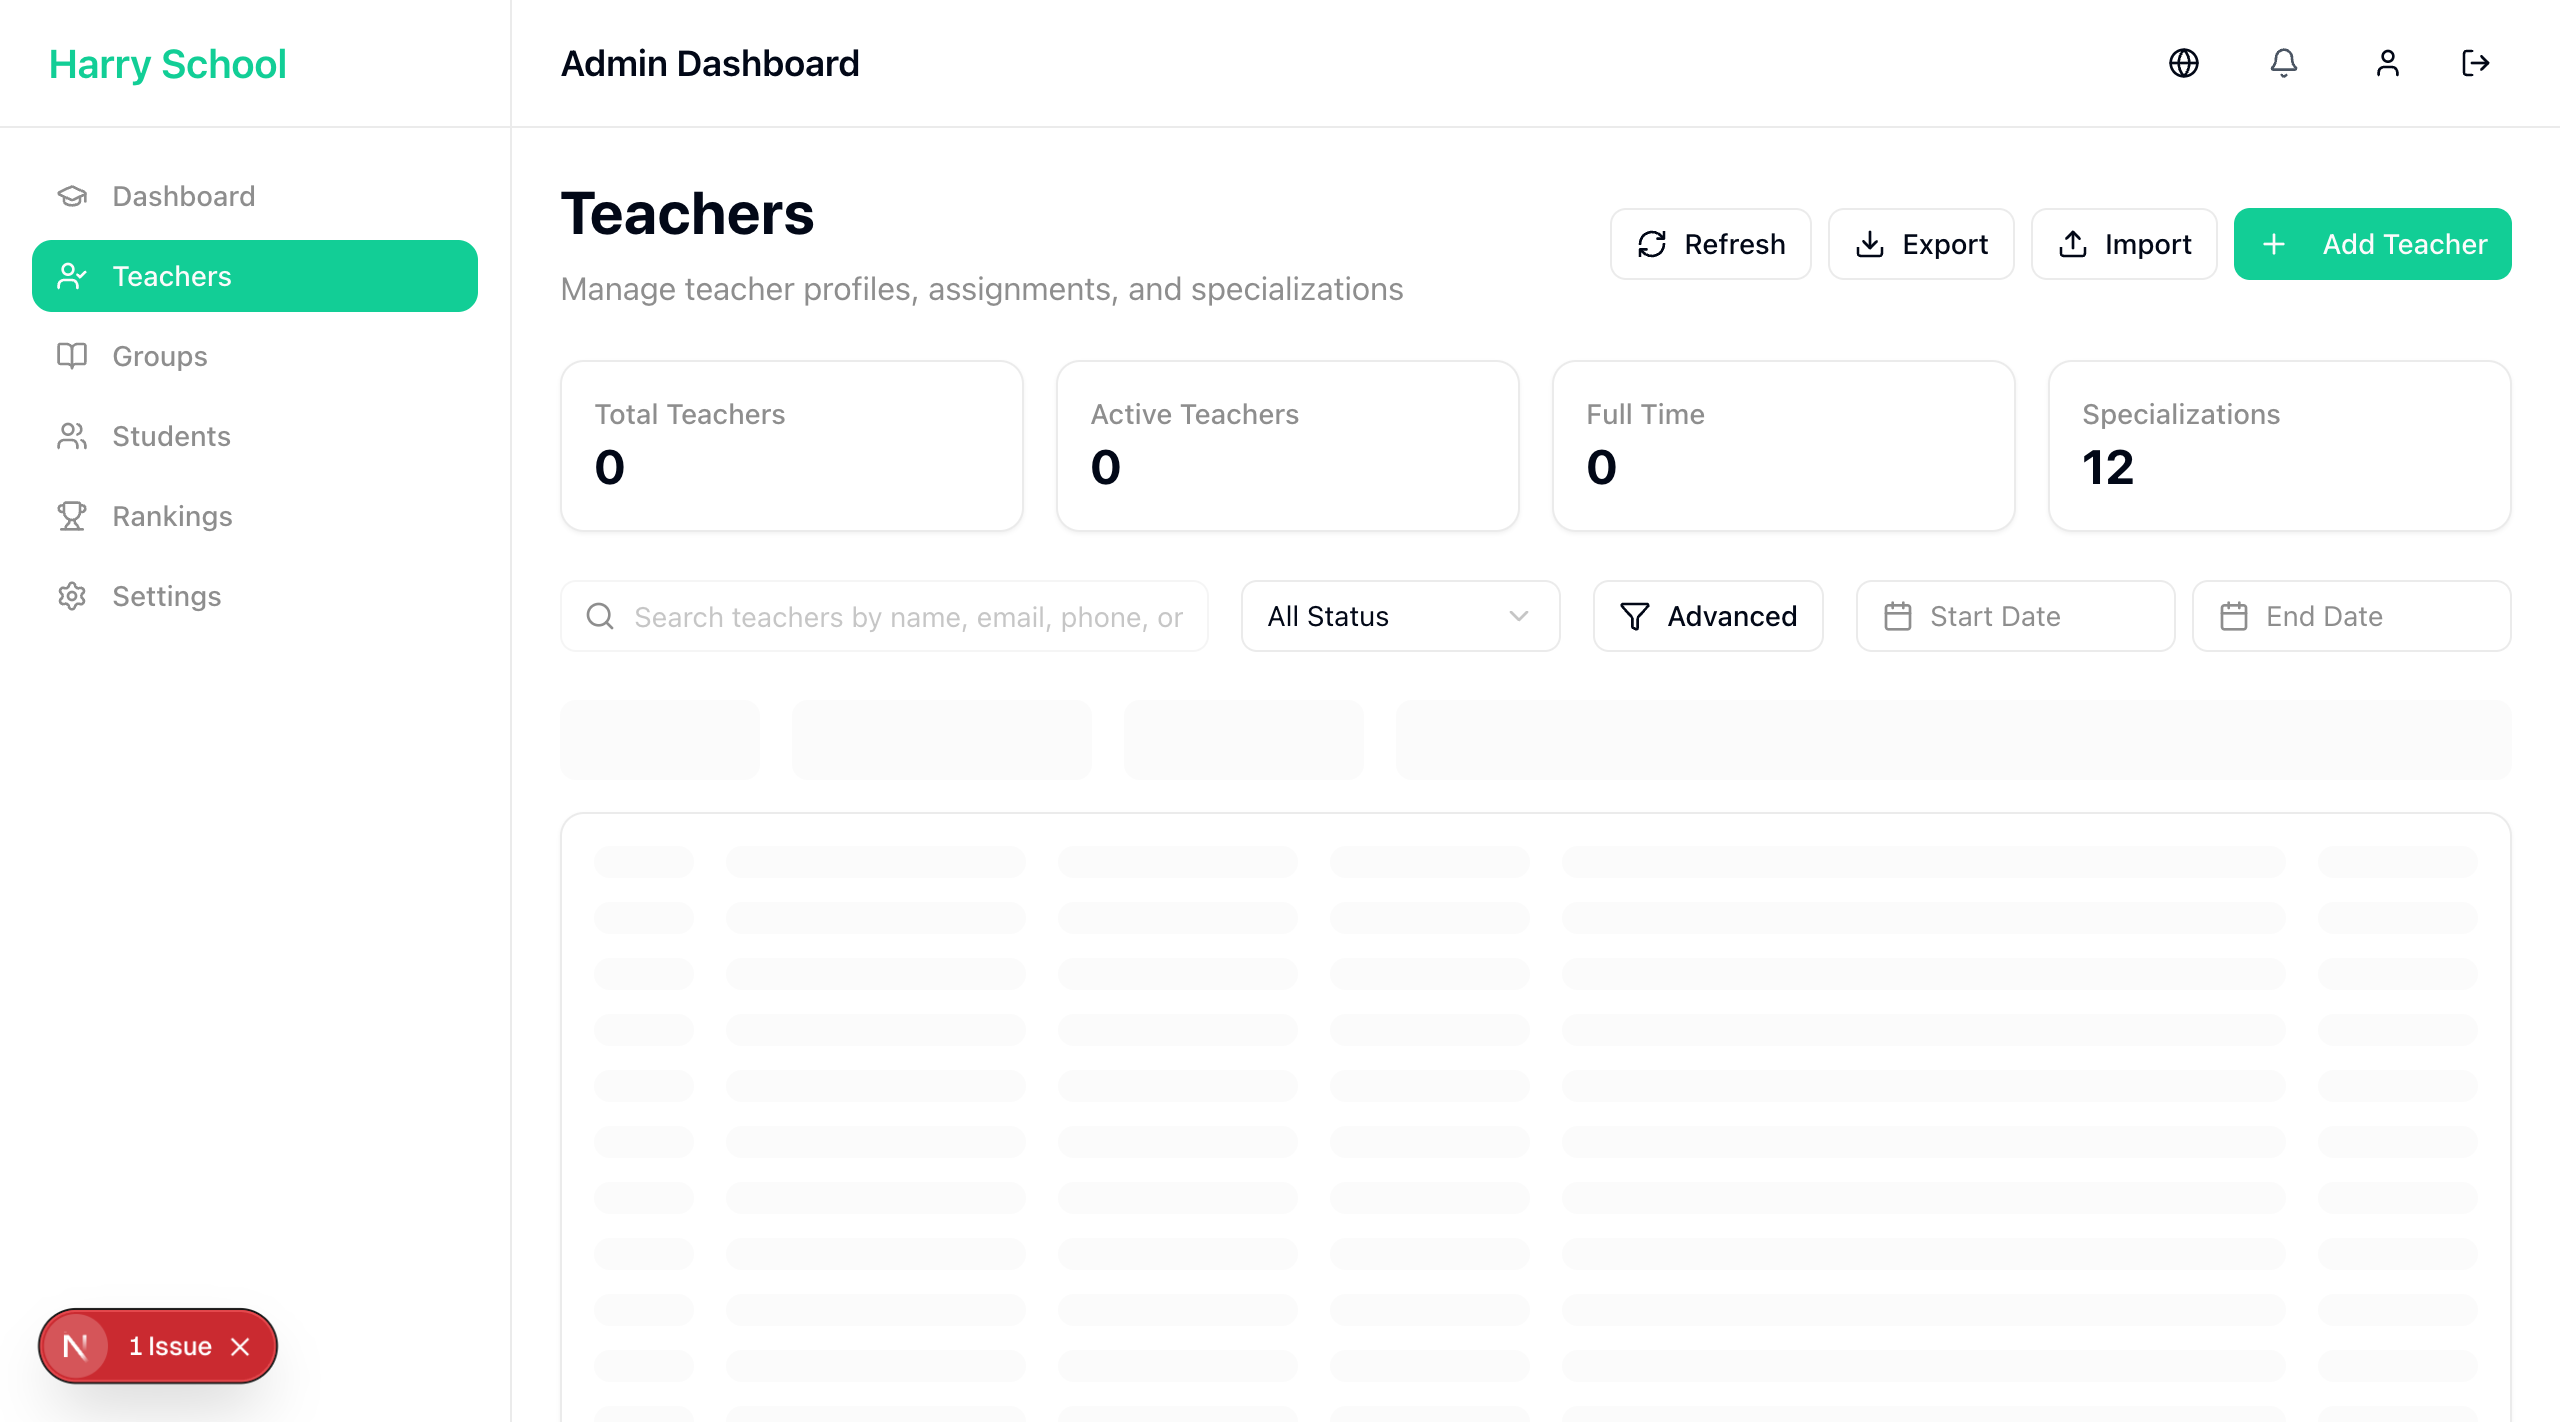 Harry School
Admin Dashboard
Dashboard
Teachers
Groups
Students
Rankings
Settings
Teachers
Manage teacher profiles, assignments, and specializations
Refresh
Export
Import
Add Teacher
Total Teachers
0
Active Teachers
0
Full Time
0
Specializations
12
Search teachers by name, email, phone, or
All Status
Advanced
Start Date
End Date
N
1 Issue